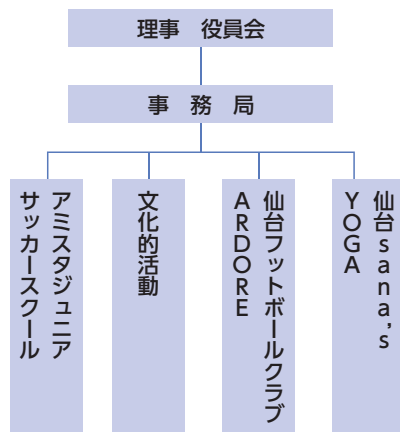 理事　役員会
事　務　局
アミスタジュニア
サッカースクール
文化的活動
仙台フットボールクラブ
ARDORE
仙台sana's
YOGA